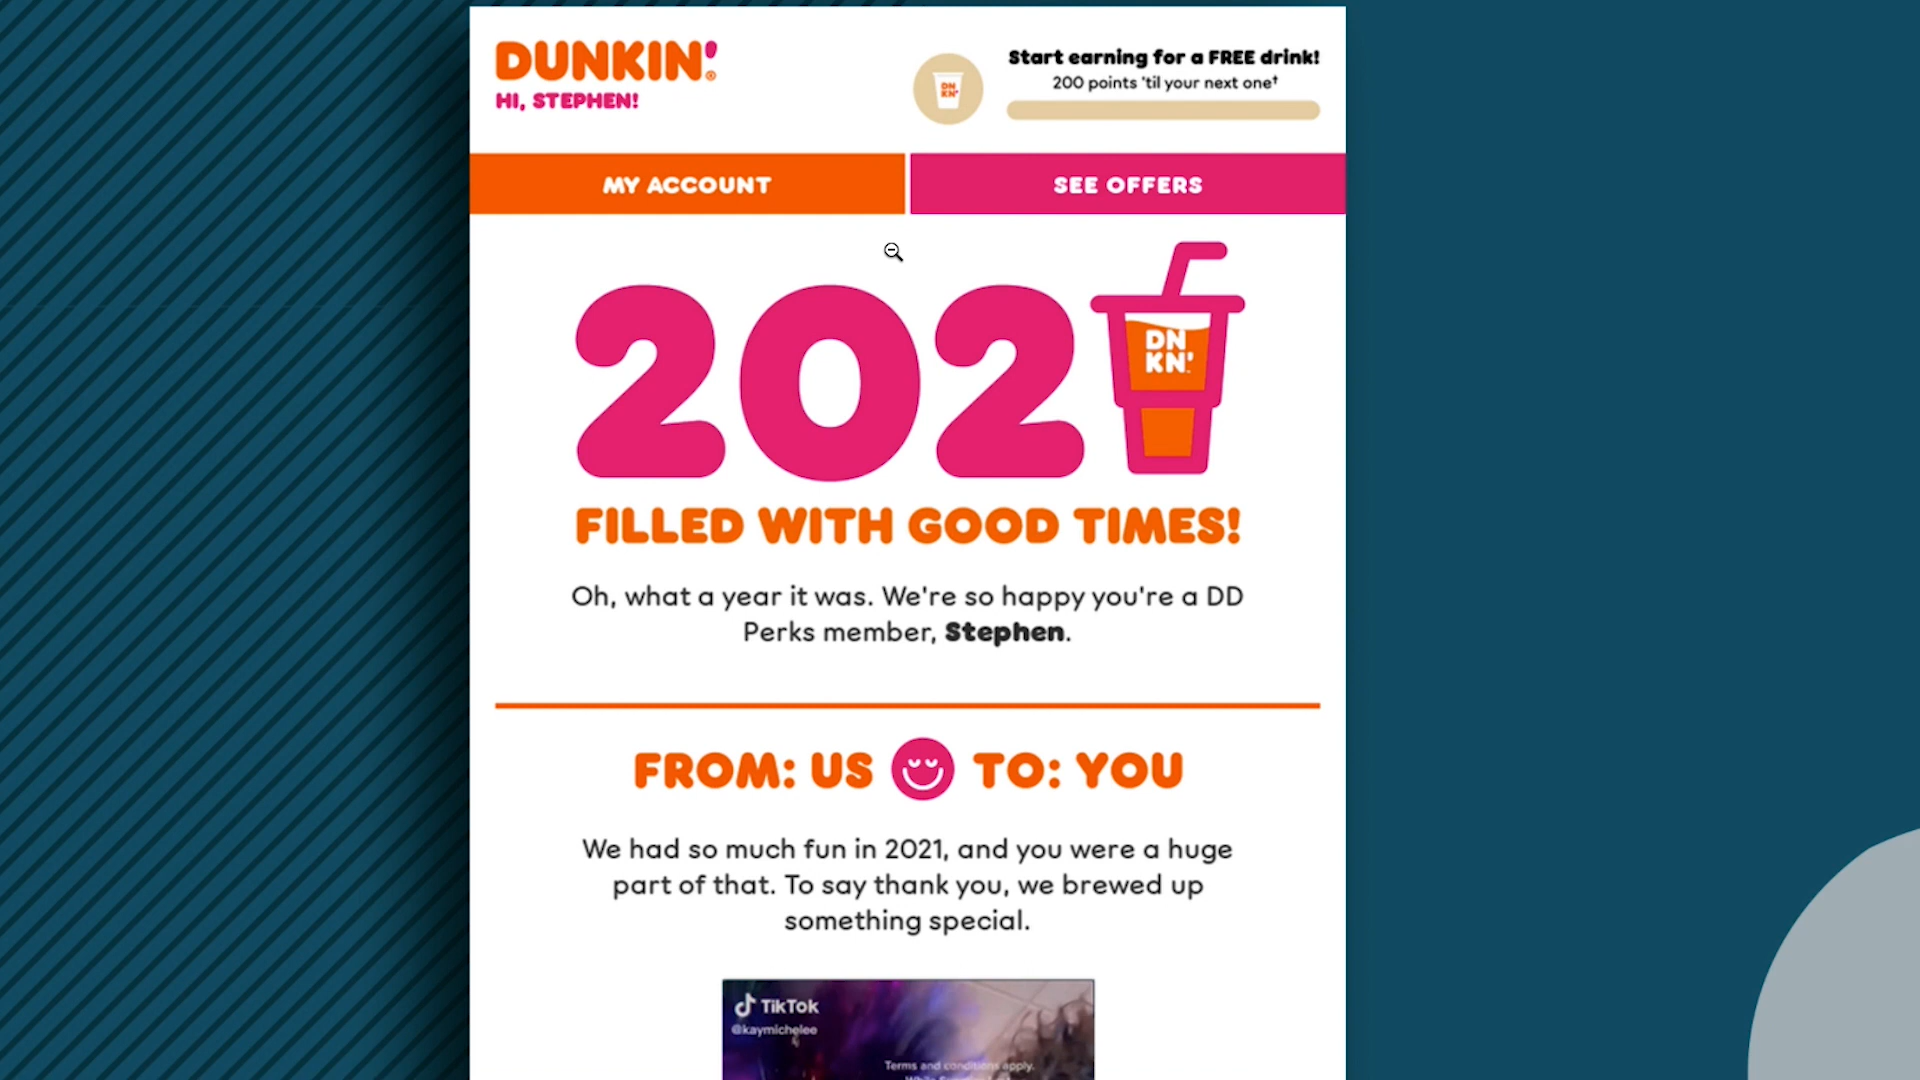 DUNKIN'
HI, STEPHEN!
DN
KN'
Start earning for a FREE drink!
200 points 'til your next one†
MY ACCOUNT
SEE OFFERS
202
DN
KN'
FILLED WITH GOOD TIMES!
Oh, what a year it was. We're so happy you're a DD
Perks member, Stephen.
FROM: US TO: YOU
We had so much fun in 2021, and you were a huge
part of that. To say thank you, we brewed up
something special.
TikTok
@kaymichelee
Terms and conditions apply.